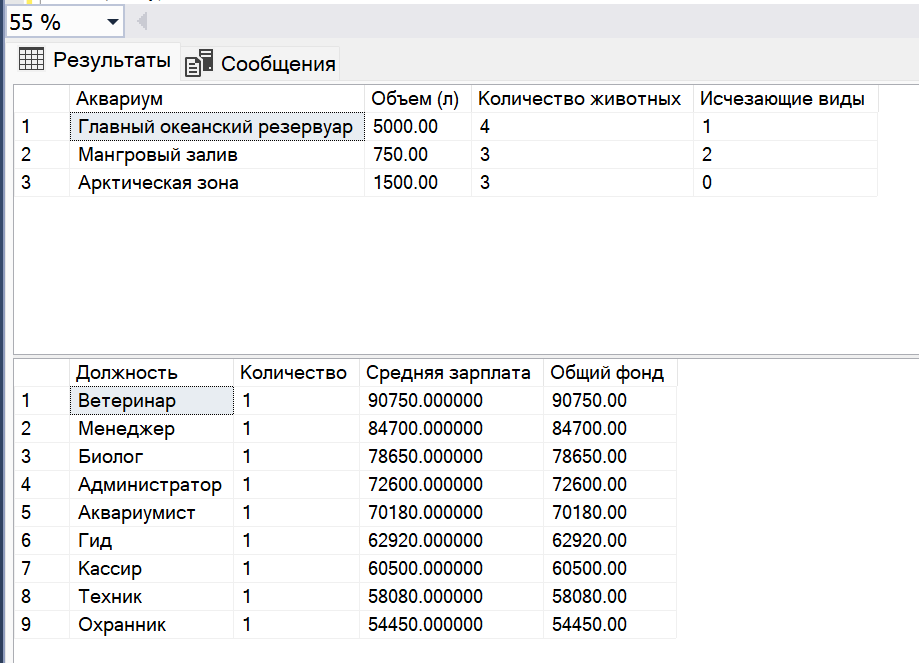 55 %
Результаты Сообщения
Аквариум Объем (л) Количество животных Исчезающие виды
1 Главный океанский резервуар 5000.00 4 1
2 Мангровый залив 750.00 3 2
3 Арктическая зона 1500.00 3 0
Должность Количество Средняя зарплата Общий фонд
1 Ветеринар 1 90750.000000 90750.00
2 Менеджер 1 84700.000000 84700.00
3 Биолог 1 78650.000000 78650.00
4 Администратор 1 72600.000000 72600.00
5 Аквариумист 1 70180.000000 70180.00
6 Гид 1 62920.000000 62920.00
7 Кассир 1 60500.000000 60500.00
8 Техник 1 58080.000000 58080.00
9 Охранник 1 54450.000000 54450.00